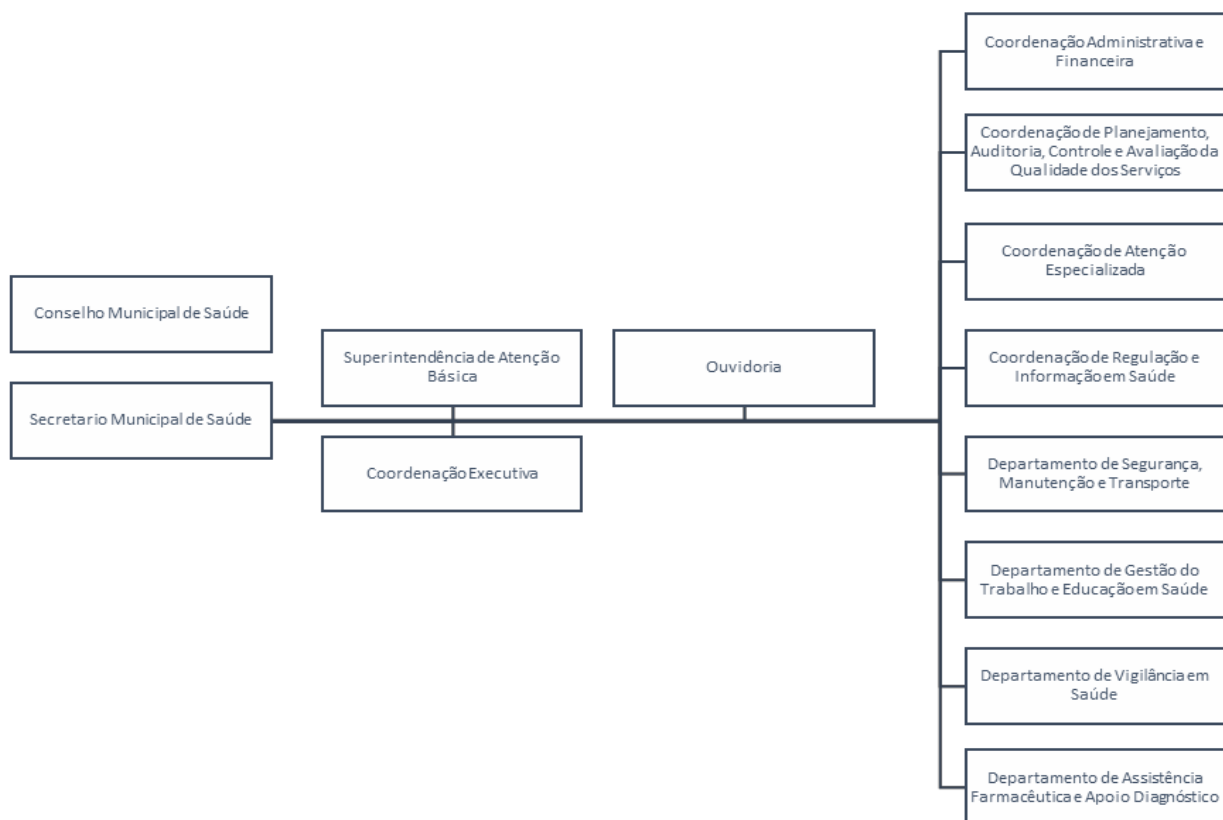 Conselho Municipal de Saúde
Secretario Municipal de Saúde
Superintendência de Atenção
Básica
Coordenação Executiva
Ouvidoria
Coordenação Administrativa e
Financeira
Coordenação de Planejamento,
Auditoria, Controle e Avaliação da
Qualidade dos Serviços
Coordenação de Atenção
Especializada
Coordenação de Regulação e
Informação em Saúde
Departamento de Segurança,
Manutenção e Transporte
Departamento de Gestão do
Trabalho e Educação em Saúde
Departamento de Vigilância em
Saúde
Departamento de Assistência
Farmacêutica e Apoio Diagnóstico